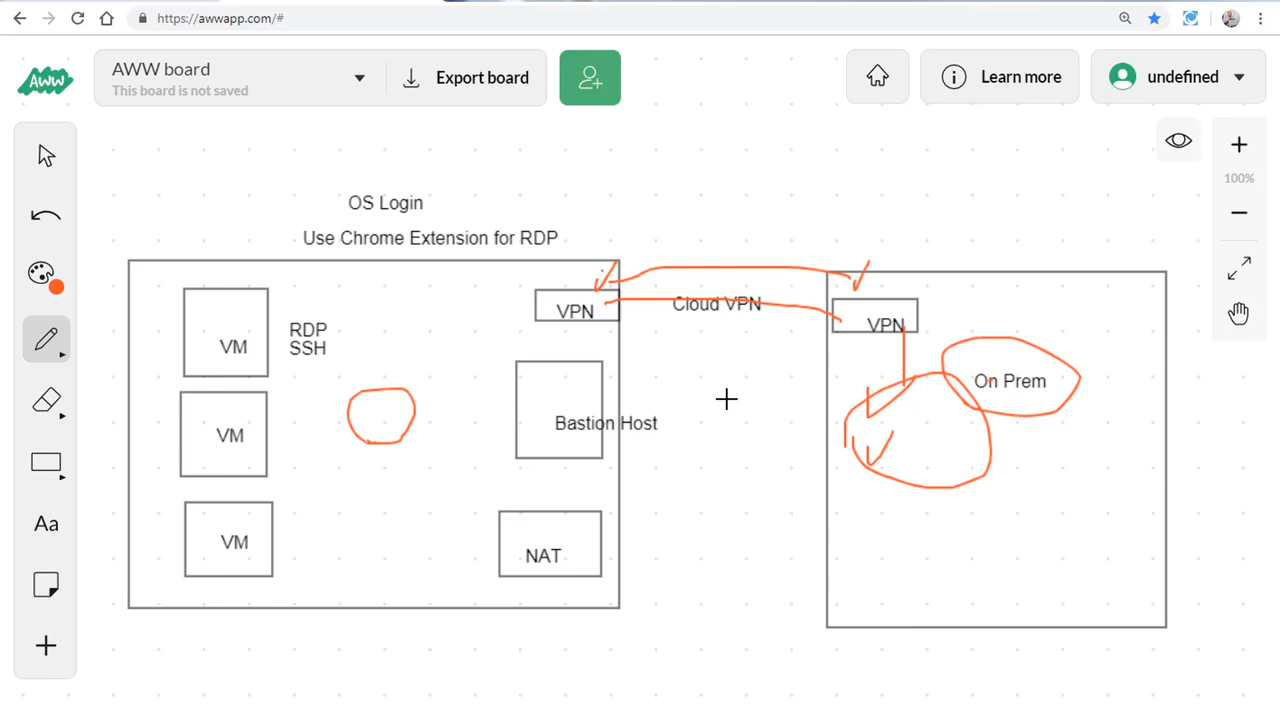 https://awwapp.com/#
AWW
AWW board
This board is not saved
Export board
Learn more
undefined
100%
Aa
OS Login
Use Chrome Extension for RDP
VM
RDP
SSH
VPN
Cloud VPN
VPN
On Prem
VM
Bastion Host
VM
NAT